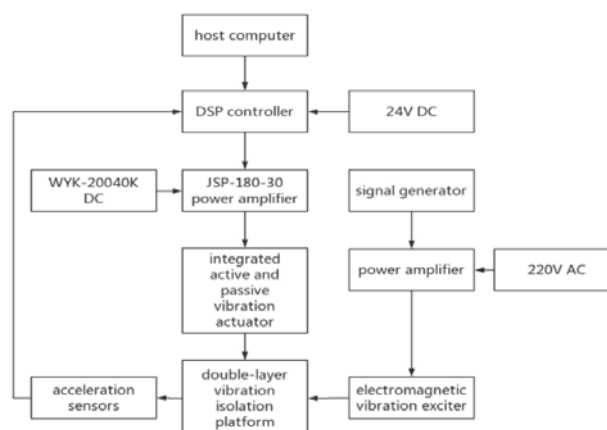 host computer
DSP controller
24V DC
WYK-20040K
DC
JSP-180-30
power amplifier
signal generator
integrated
active and
passive
vibration
actuator
power amplifier
220V AC
acceleration
sensors
double-layer
vibration
isolation
platform
electromagnetic
vibration exciter